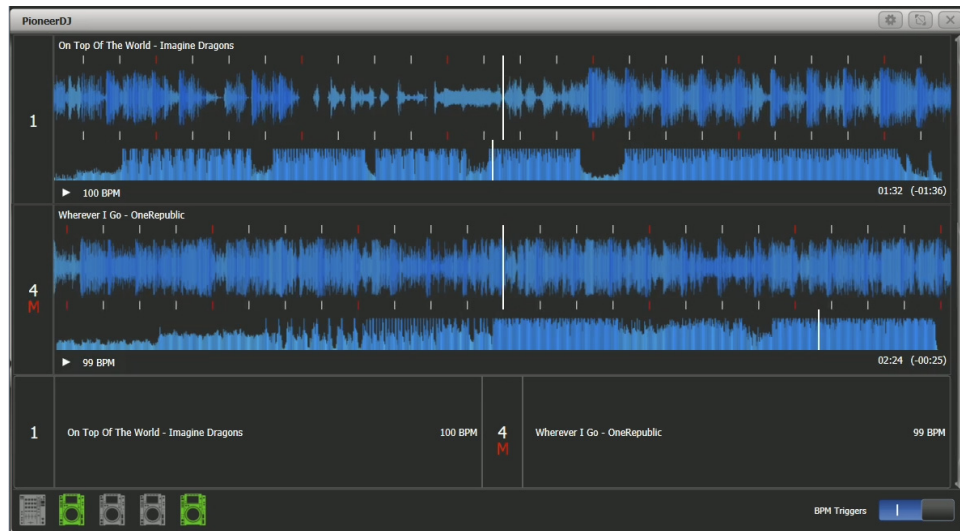 PioneerDJ
On Top Of The World - Imagine Dragons
1
100 BPM
01:32 (-01:36)
Wherever I Go - OneRepublic
4
M
99 BPM
02:24 (-00:25)
1
On Top Of The World - Imagine Dragons
100 BPM
4
M
Wherever I Go - OneRepublic
99 BPM
BPM Triggers